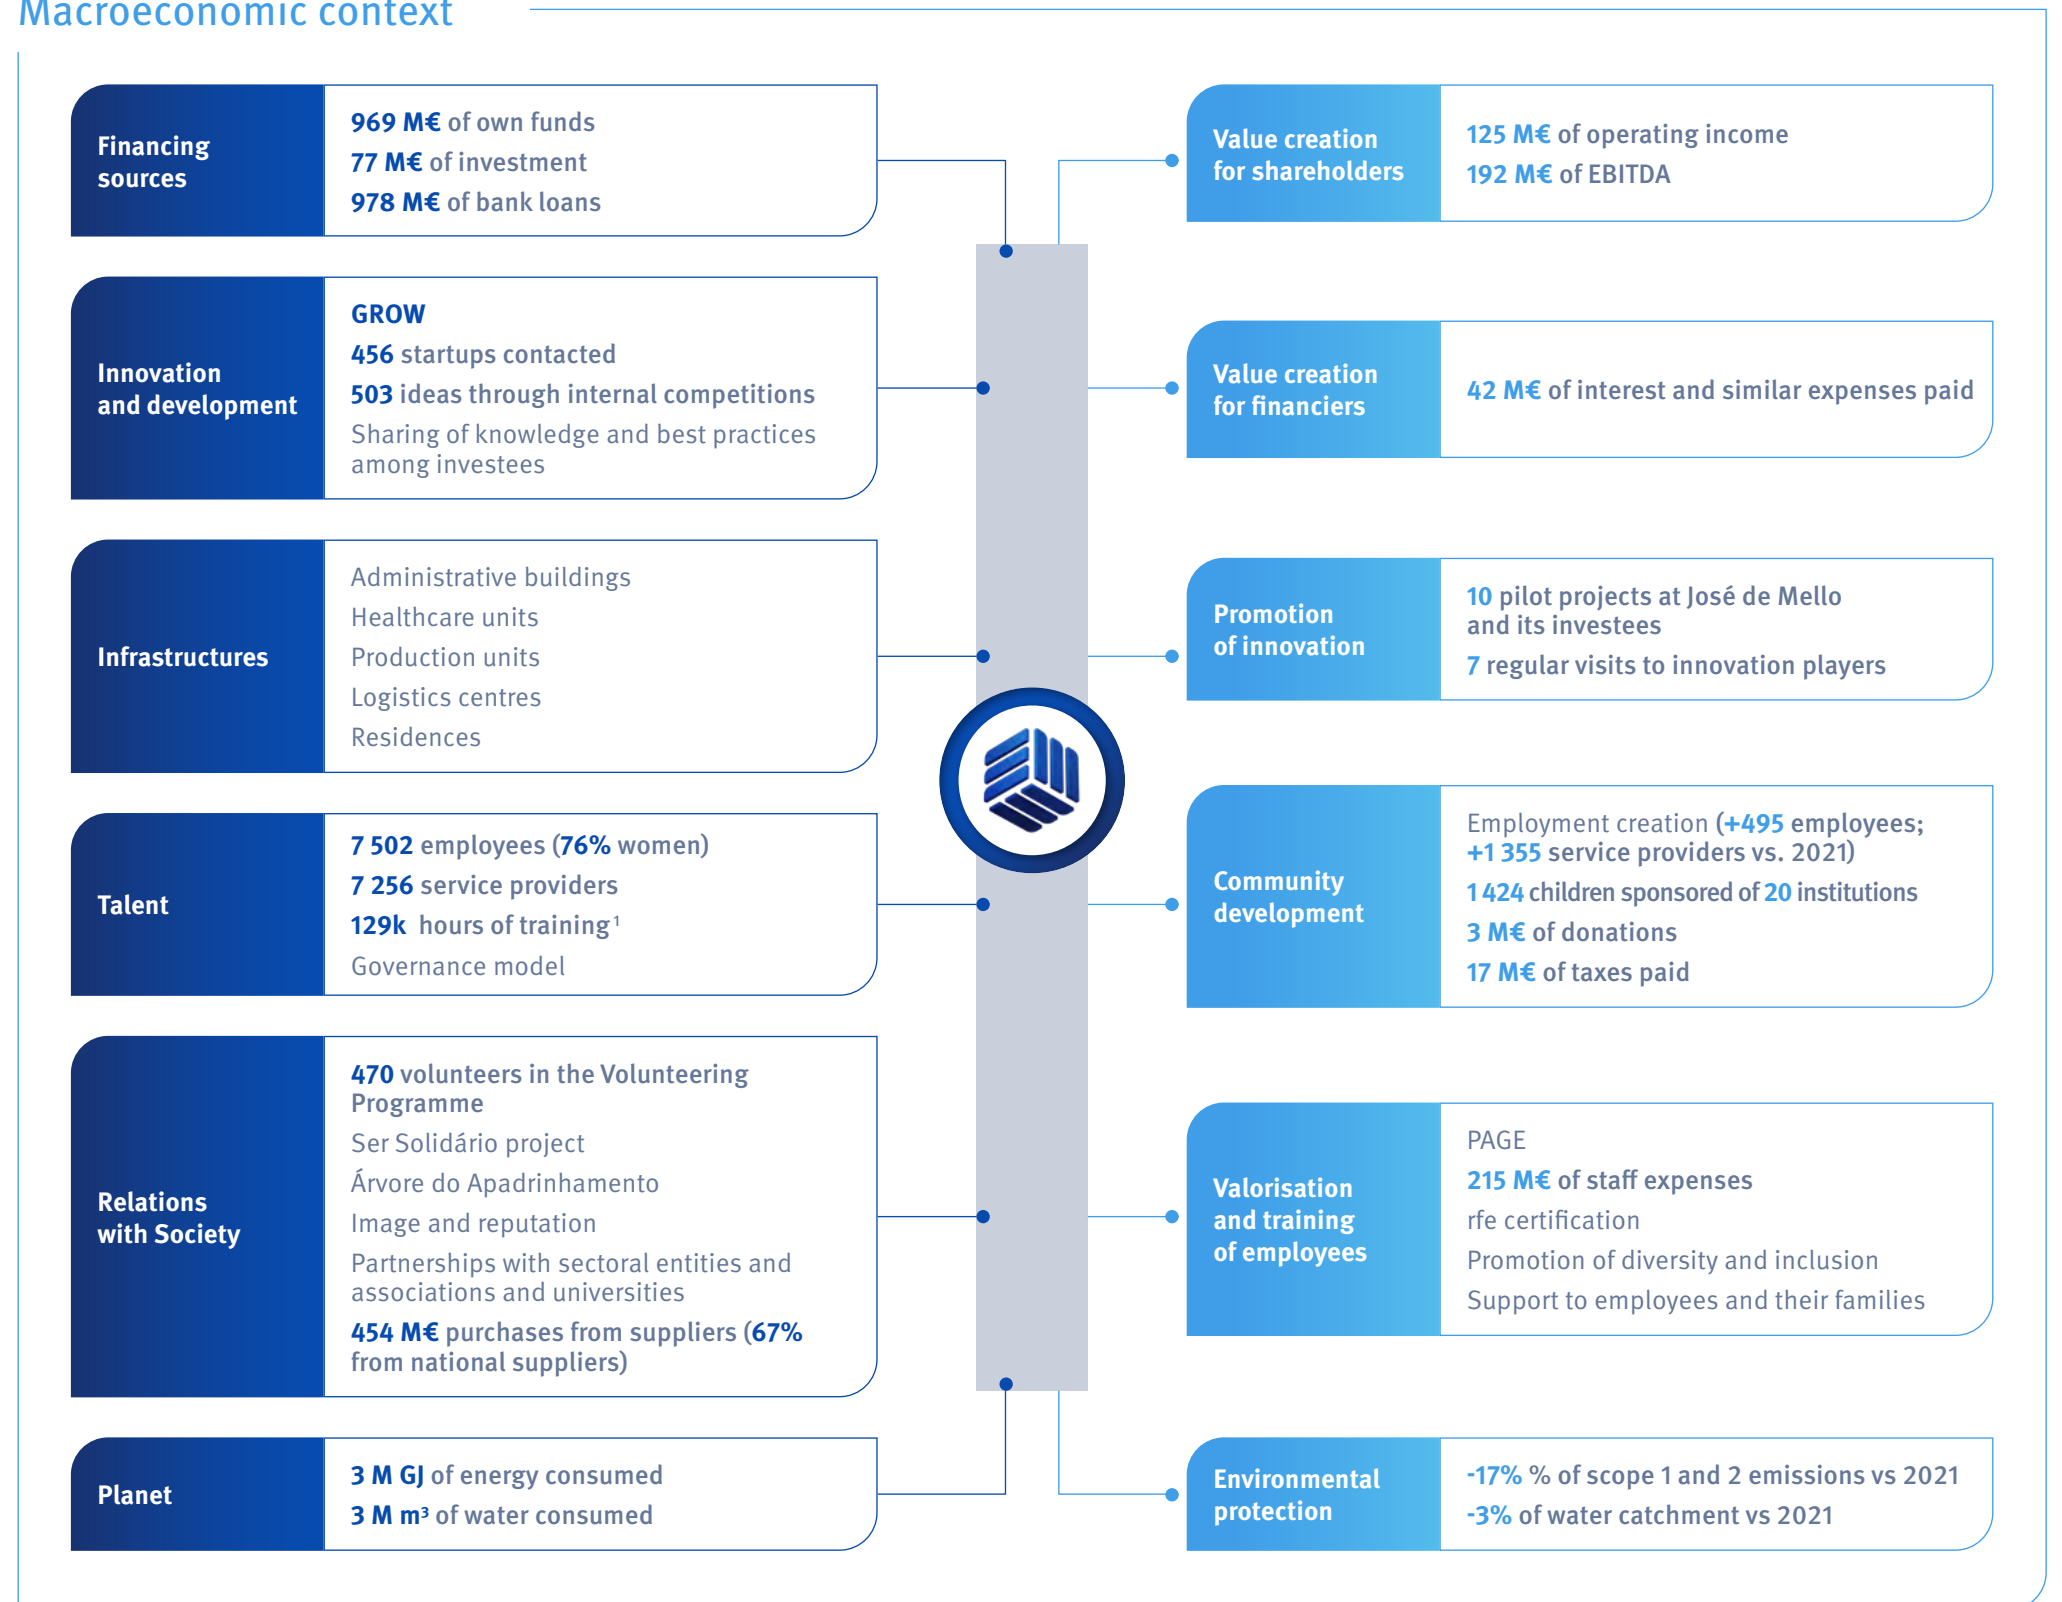 Macroeconomic context
Financing
sources
969 M€ of own funds
77 M€ of investment
978 M€ of bank loans
Innovation
and development
GROW
456 startups contacted
503 ideas through internal competitions
Sharing of knowledge and best practices
among investees
Infrastructures
Administrative buildings
Healthcare units
Production units
Logistics centres
Residences
Talent
7 502 employees (76% women)
7 256 service providers
129k hours of training¹
Governance model
Relations
with Society
470 volunteers in the Volunteering
Programme
Ser Solidário project
Árvore do Apadrinhamento
Image and reputation
Partnerships with sectoral entities and
associations and universities
454 M€ purchases from suppliers (67%
from national suppliers)
Planet
3 M GJ of energy consumed
3 M m³ of water consumed
Value creation
for shareholders
125 M€ of operating income
192 M€ of EBITDA
Value creation
for financiers
42 M€ of interest and similar expenses paid
Promotion
of innovation
10 pilot projects at José de Mello
and its investees
7 regular visits to innovation players
Community
development
Employment creation (+495 employees;
+1 355 service providers vs. 2021)
1 424 children sponsored of 20 institutions
3 M€ of donations
17 M€ of taxes paid
Valorisation
and training
of employees
PAGE
215 M€ of staff expenses
rfe certification
Promotion of diversity and inclusion
Support to employees and their families
Environmental
protection
-17% % of scope 1 and 2 emissions vs 2021
-3% of water catchment vs 2021